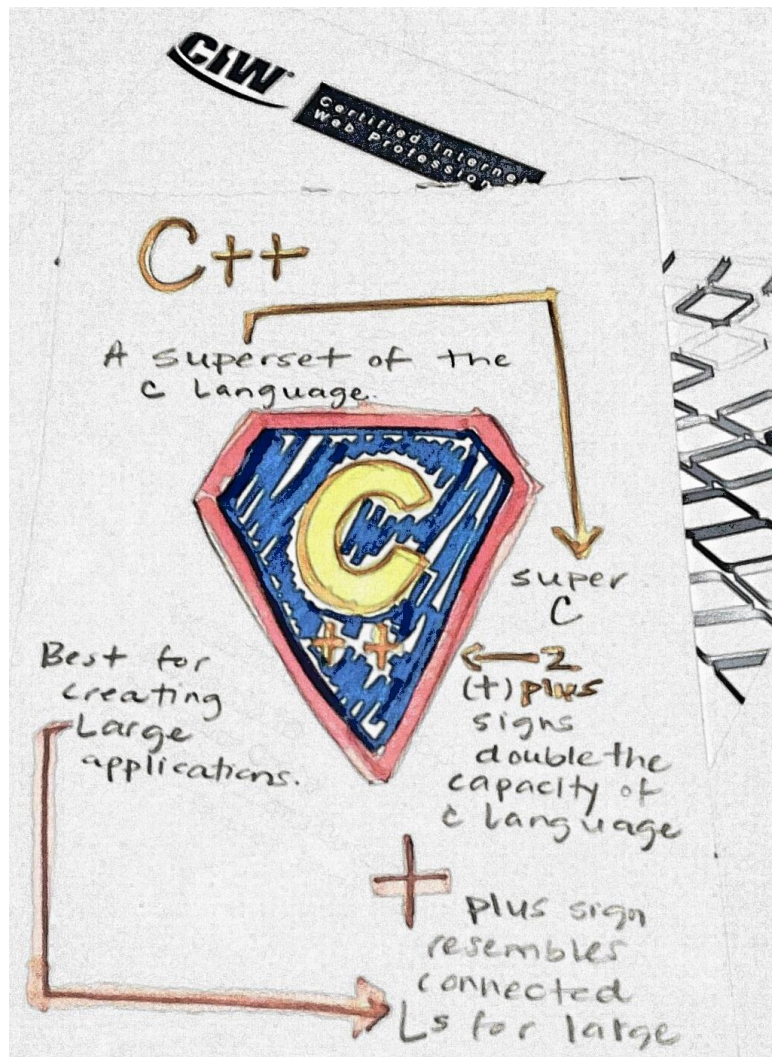 CIW
Certified Interne
Web Professio
C++
A superset of the
C Language.
C
++
super
C
Best for
creating
Large
applications.
← 2
(+) plus
signs
double the
capacity of
C Language
+
plus sign
resembles
connected
Ls for large